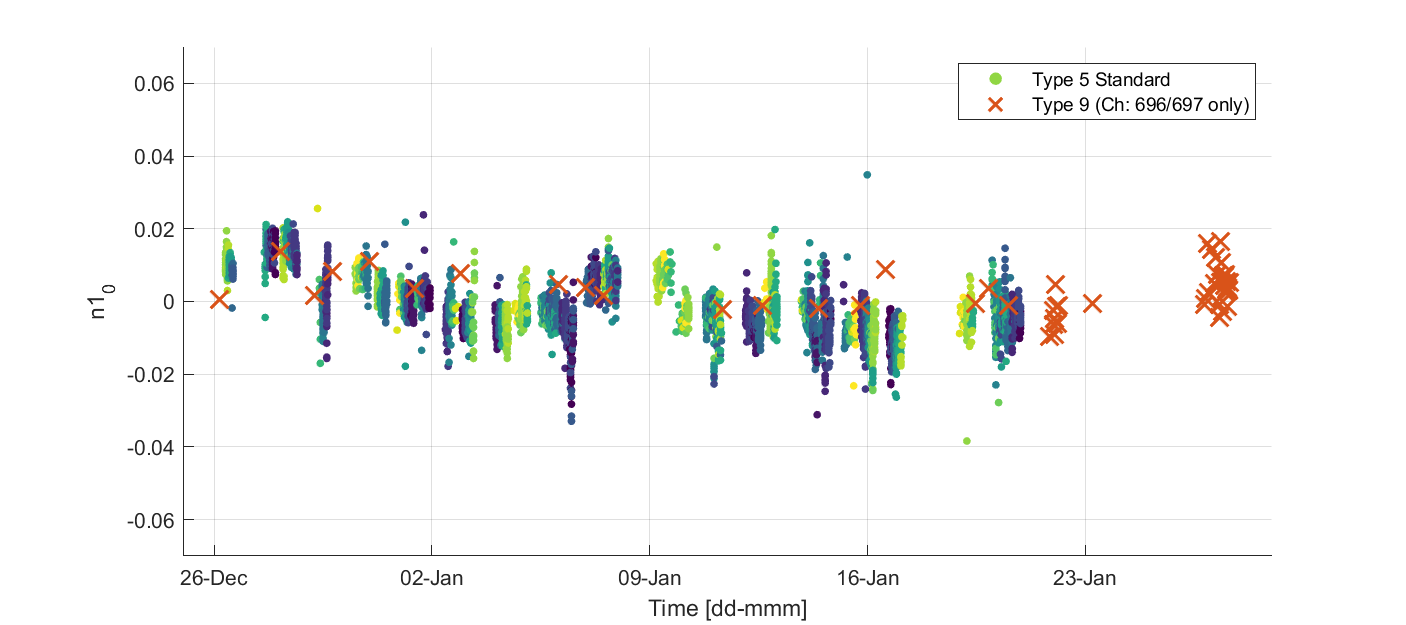 Type 5 Standard
Type 9 (Ch: 696/697 only)
0.06
0.04
0.02
0
-0.02
-0.04
-0.06
n1₀
26-Dec 02-Jan 09-Jan 16-Jan 23-Jan
Time [dd-mmm]